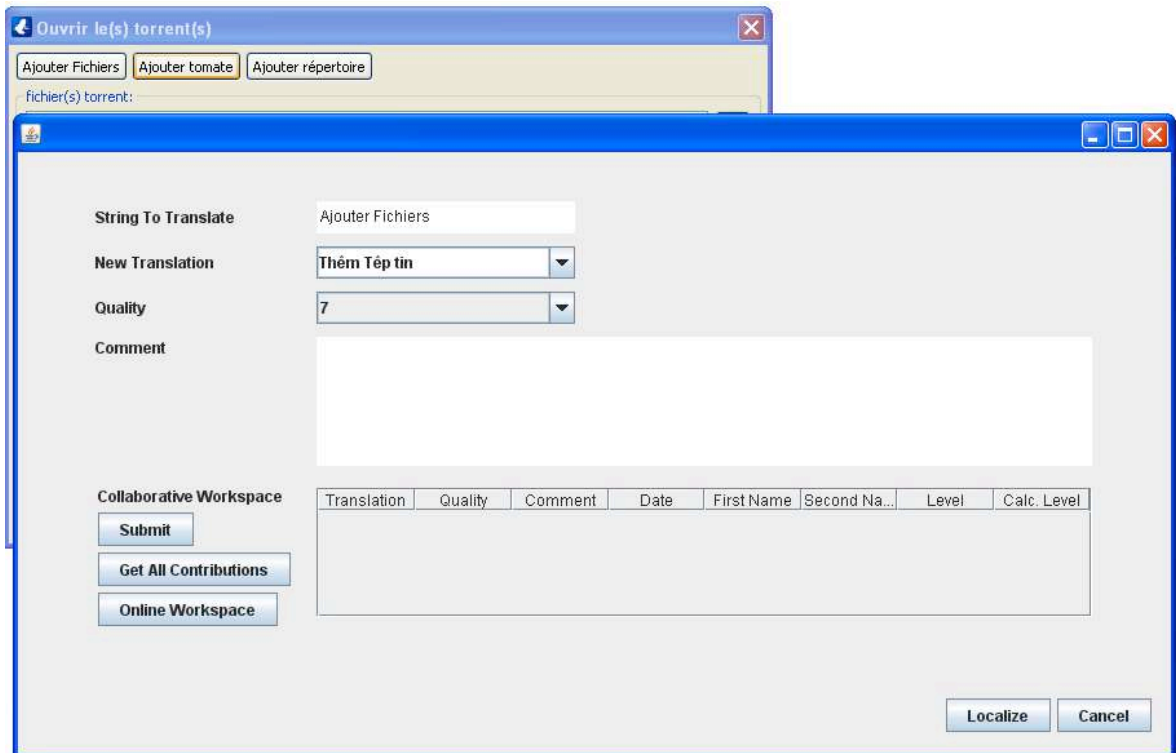 Ouvrir le(s) torrent(s)
Ajouter Fichiers Ajouter tomate Ajouter répertoire
fichier(s) torrent:
String To Translate Ajouter Fichiers
New Translation Thêm Tép tin
Quality 7
Comment
Collaborative Workspace
Translation Quality Comment Date First Name Second Na... Level Calc. Level
Submit
Get All Contributions
Online Workspace
Localize Cancel